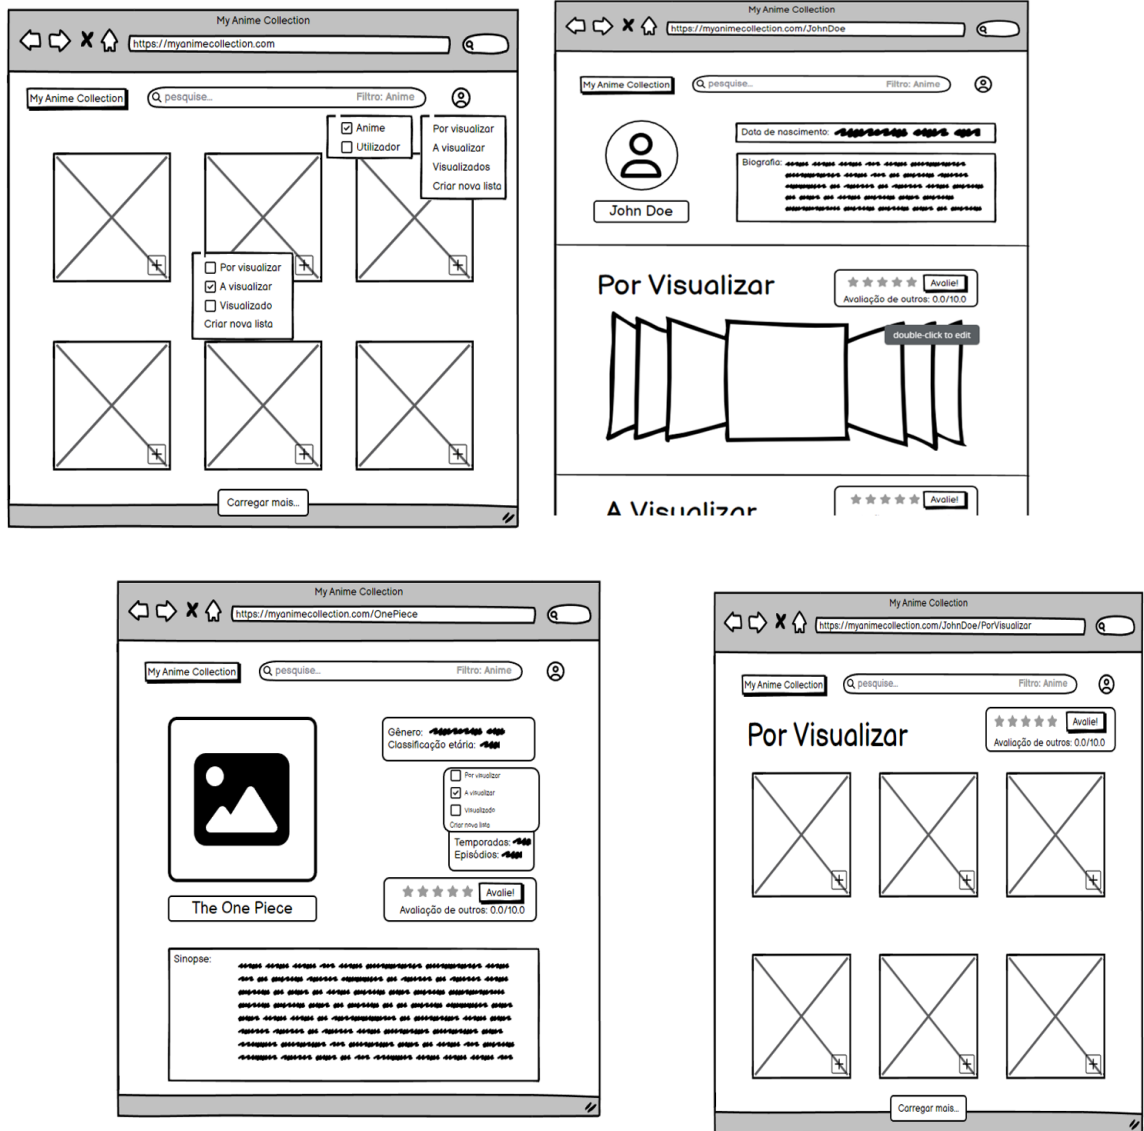 My Anime Collection
https://myanimecollection.com
My Anime Collection
pesquise...
Filtro: Anime
Anime
Utilizador
Por visualizar
A visualizar
Visualizados
Criar nova lista
Por visualizar
A visualizar
Visualizado
Criar nova lista
Carregar mais...
My Anime Collection
https://myanimecollection.com/JohnDoe
My Anime Collection
pesquise...
Filtro: Anime
John Doe
Data de nascimento:
Biografia:
Por Visualizar
Avalie!
Avaliação de outros: 0.0/10.0
double-click to edit
A Visualizar
Avalie!
My Anime Collection
https://myanimecollection.com/OnePiece
My Anime Collection
pesquise...
Filtro: Anime
The One Piece
Gênero:
Classificação etária:
Por visualizar
A visualizar
Visualizado
Criar nova lista
Temporadas:
Episódios:
Avalie!
Avaliação de outros: 0.0/10.0
Sinopse:
My Anime Collection
https://myanimecollection.com/JohnDoe/PorVisualizar
My Anime Collection
pesquise...
Filtro: Anime
Por Visualizar
Avalie!
Avaliação de outros: 0.0/10.0
Carregar mais...